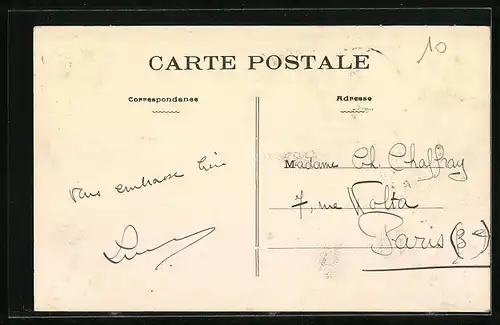 10
CARTE POSTALE
Correspondance
Adresse
vous embrasse bien
Madame Ch. Chaffray
7, rue Volta
Paris (3e)